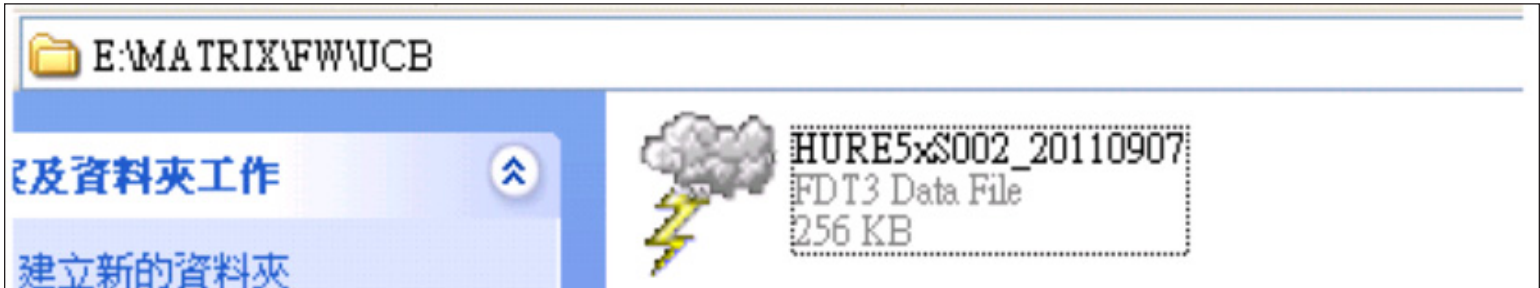 E:\MATRIX\FW\UCB
及資料夾工作
建立新的資料夾
HURE5xS002_20110907
FDT3 Data File
256 KB